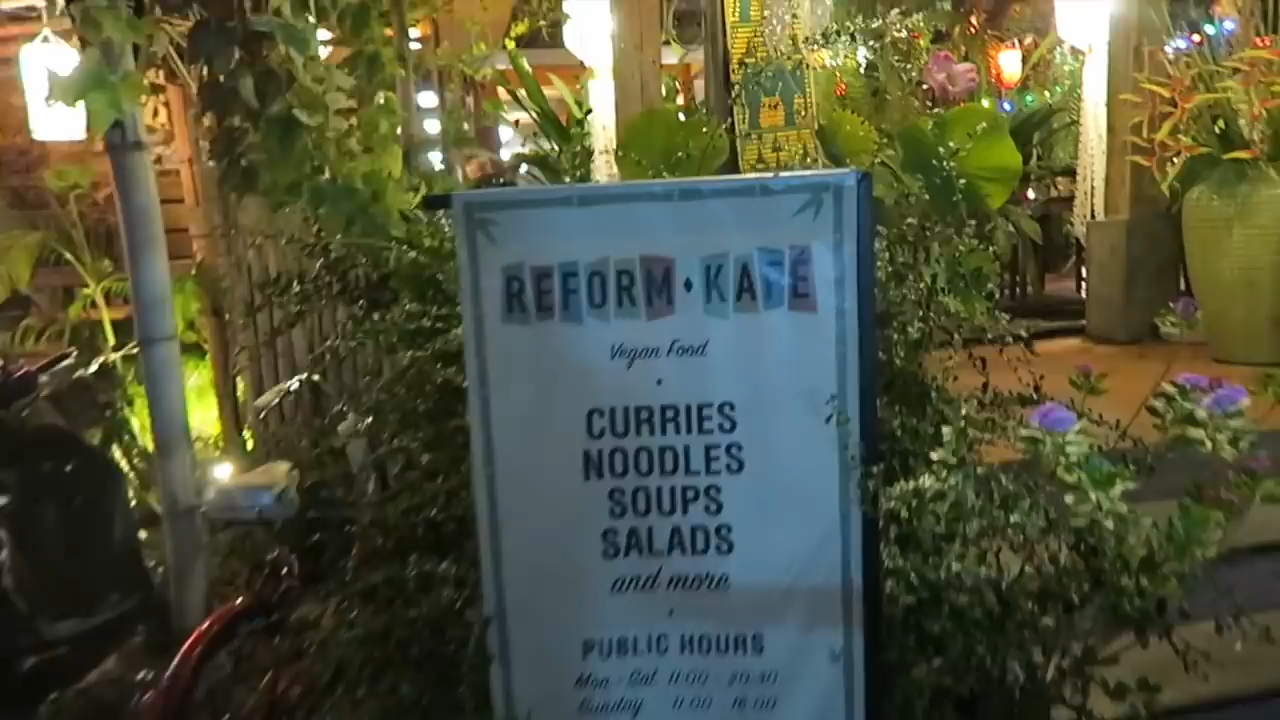 REFORM • KAFÉ
Vegan Food
CURRIES
NOODLES
SOUPS
SALADS
and more
PUBLIC HOURS
Mon - Sat 11:00 - 20:30
Sunday 11:00 - 16:00